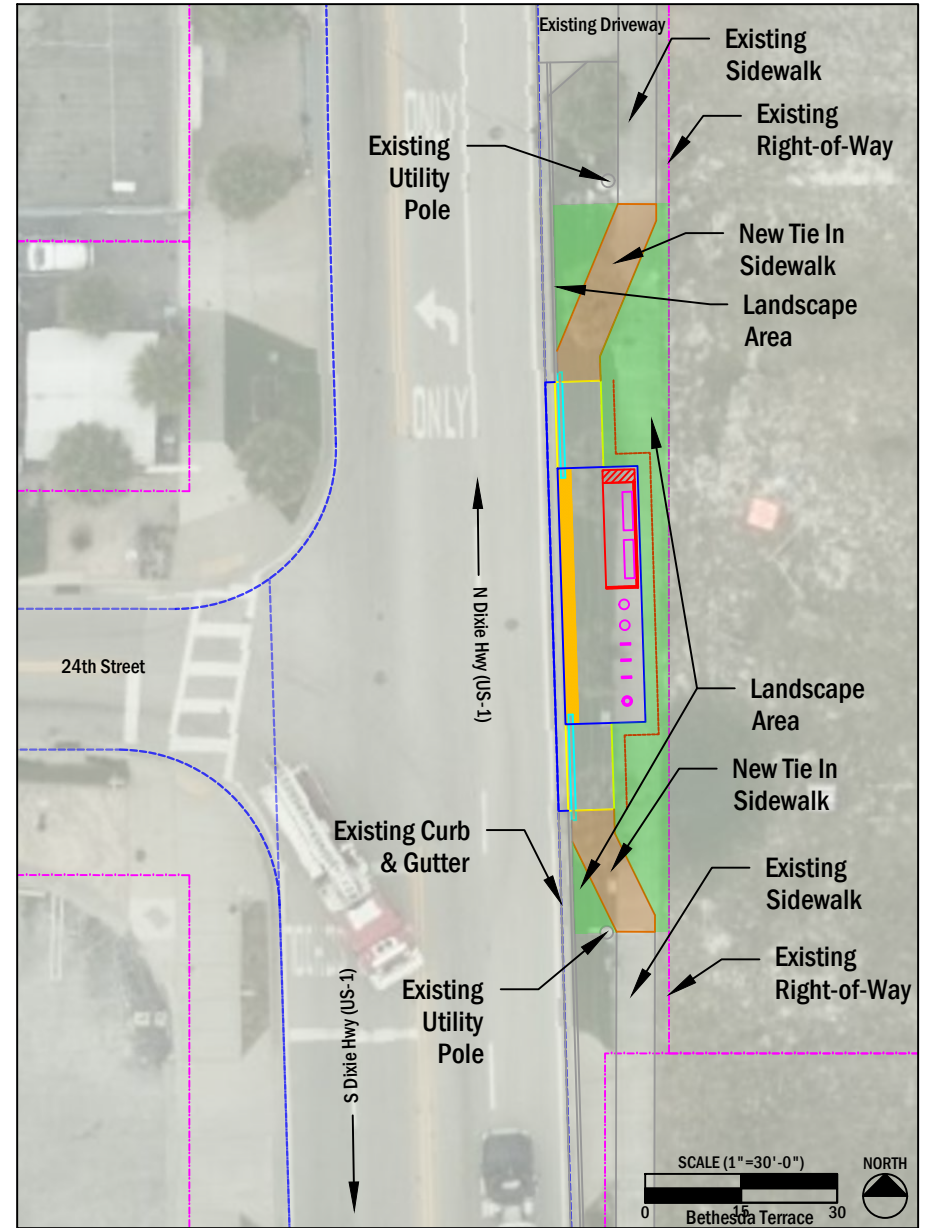 Existing Driveway
Existing
Sidewalk
Existing
Right-of-Way
Existing
Utility
Pole
New Tie In
Sidewalk
Landscape
Area
ONLY
ONLY
N Dixie Hwy (US-1)
24th Street
Landscape
Area
New Tie In
Sidewalk
Existing Curb
& Gutter
Existing
Sidewalk
Existing
Right-of-Way
Existing
Utility
Pole
S Dixie Hwy (US-1)
SCALE (1"=30'-0")
NORTH
0 15 30
Bethesda Terrace